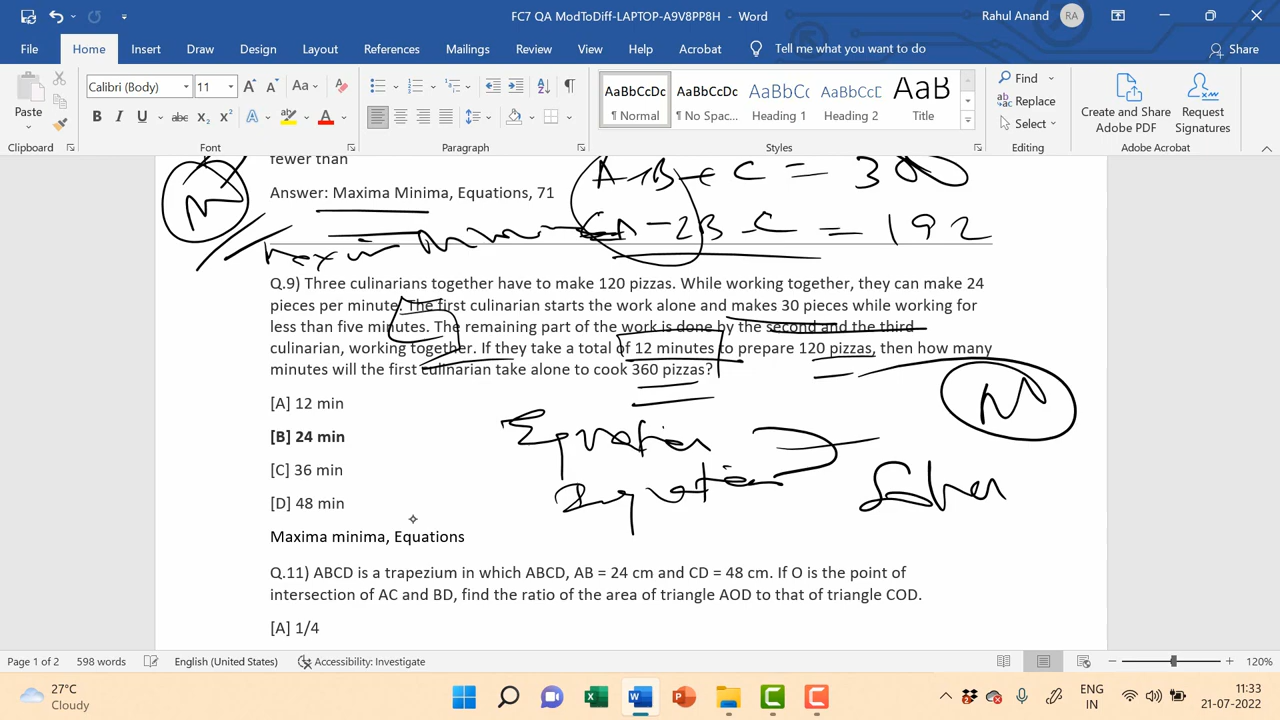 FC7 QA ModToDiff-LAPTOP-A9V8PP8H - Word
Rahul Anand RA
File Home Insert Draw Design Layout References Mailings Review View Help Acrobat Tell me what you want to do Share
Paste
Calibri (Body) 11
AaBbCcDc AaBbCcDc AaBbCc AaBbCcD AaB
¶ Normal ¶ No Spac... Heading 1 Heading 2 Title
Find
Replace
Select
Create and Share Adobe PDF
Request Signatures
Clipboard Font Paragraph Styles Editing Adobe Acrobat
fewer than
A+B+C = 300
Answer: Maxima Minima, Equations, 71
A-2B C = 192
Q.9) Three culinarians together have to make 120 pizzas. While working together, they can make 24
pieces per minute. The first culinarian starts the work alone and makes 30 pieces while working for
less than five minutes. The remaining part of the work is done by the second and the third
culinarian, working together. If they take a total of 12 minutes to prepare 120 pizzas, then how many
minutes will the first culinarian take alone to cook 360 pizzas?
[A] 12 min
[B] 24 min
Equation
[C] 36 min
Inequation
[D] 48 min
Maxima minima, Equations
Q.11) ABCD is a trapezium in which ABCD, AB = 24 cm and CD = 48 cm. If O is the point of
intersection of AC and BD, find the ratio of the area of triangle AOD to that of triangle COD.
[A] 1/4
Page 1 of 2 598 words English (United States) Accessibility: Investigate 120%
27°C
Cloudy
ENG
IN
11:33
21-07-2022